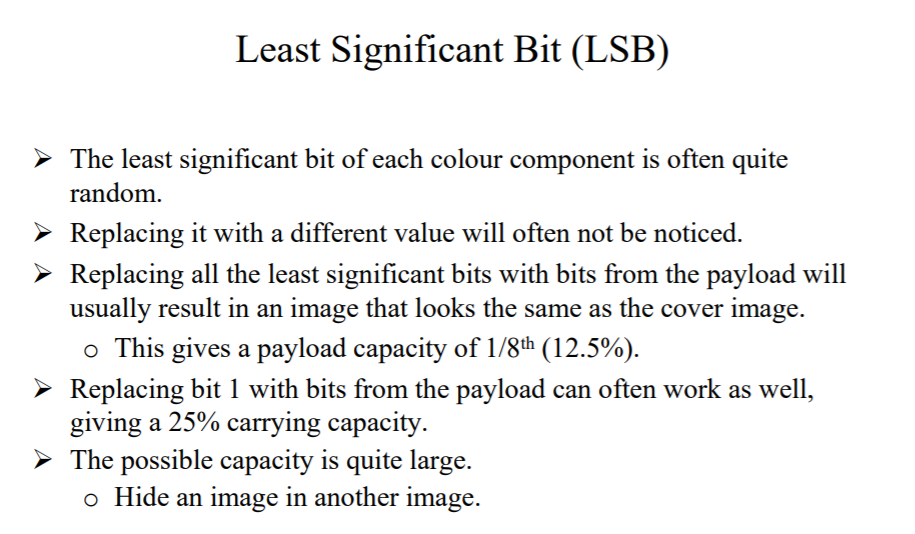 Least Significant Bit (LSB)
➢ The least significant bit of each colour component is often quite
random.
➢ Replacing it with a different value will often not be noticed.
➢ Replacing all the least significant bits with bits from the payload will
usually result in an image that looks the same as the cover image.
o This gives a payload capacity of 1/8th (12.5%).
➢ Replacing bit 1 with bits from the payload can often work as well,
giving a 25% carrying capacity.
➢ The possible capacity is quite large.
o Hide an image in another image.